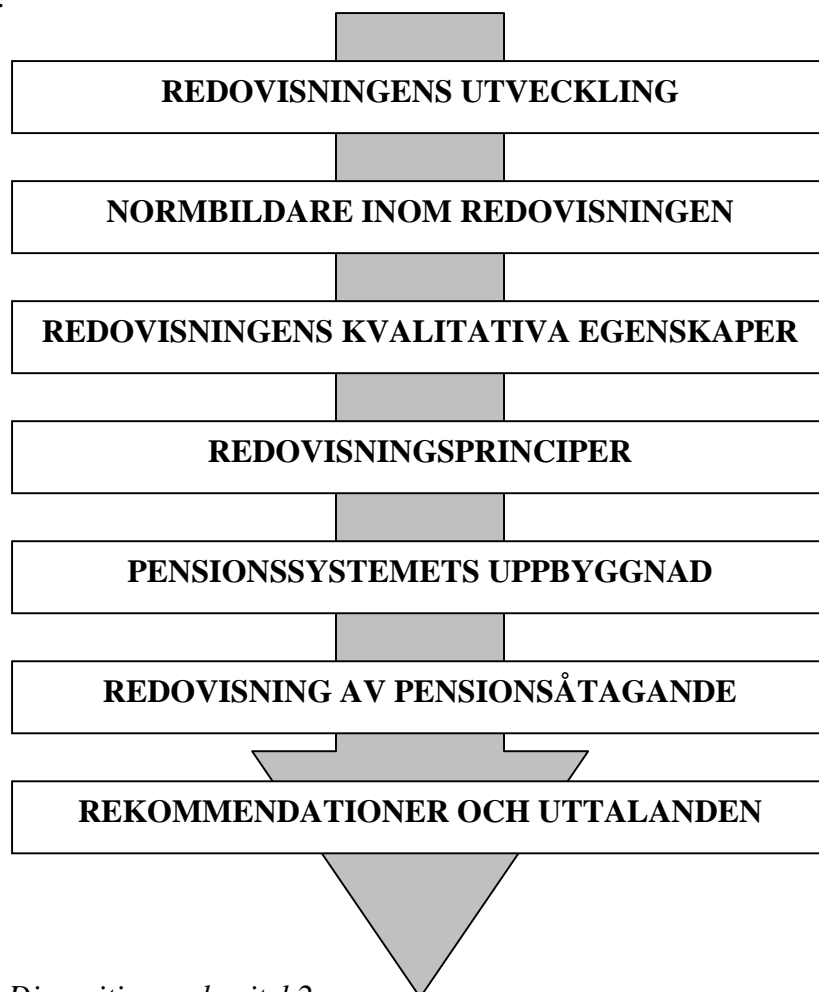 .
REDOVISNINGENS UTVECKLING
NORMBILDARE INOM REDOVISNINGEN
REDOVISNINGENS KVALITATIVA EGENSKAPER
REDOVISNINGSPRINCIPER
PENSIONSSYSTEMETS UPPBYGGNAD
REDOVISNING AV PENSIONSÅTAGANDE
REKOMMENDATIONER OCH UTTALANDEN